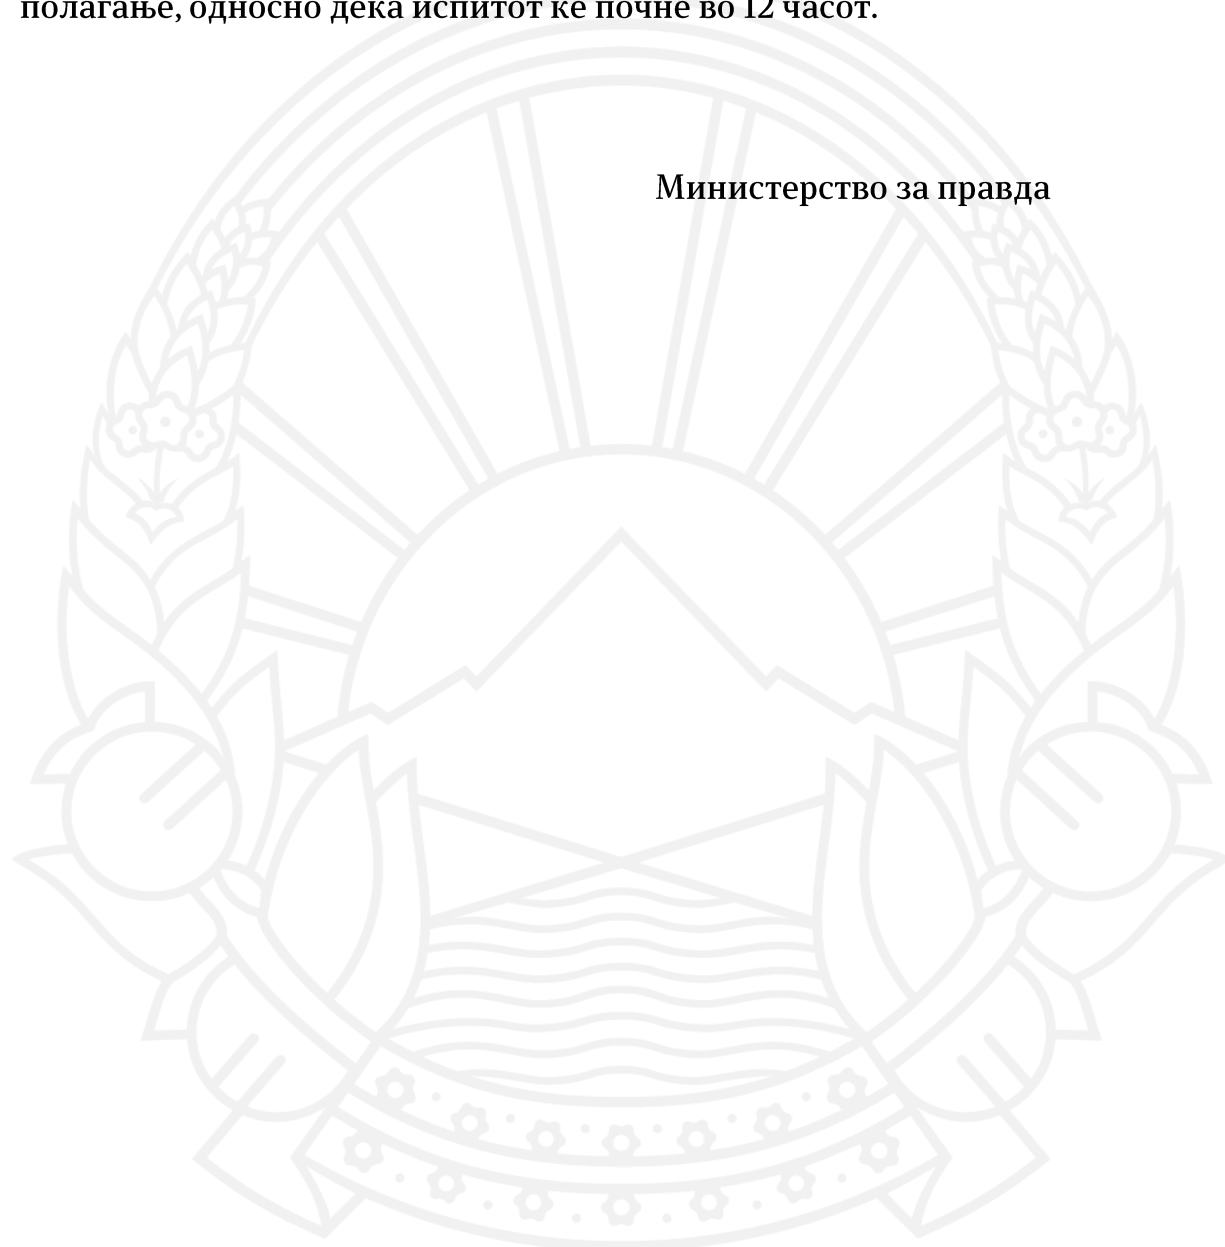 полагање, односно дека испитот ќе почне во 12 часот.
Министерство за правда